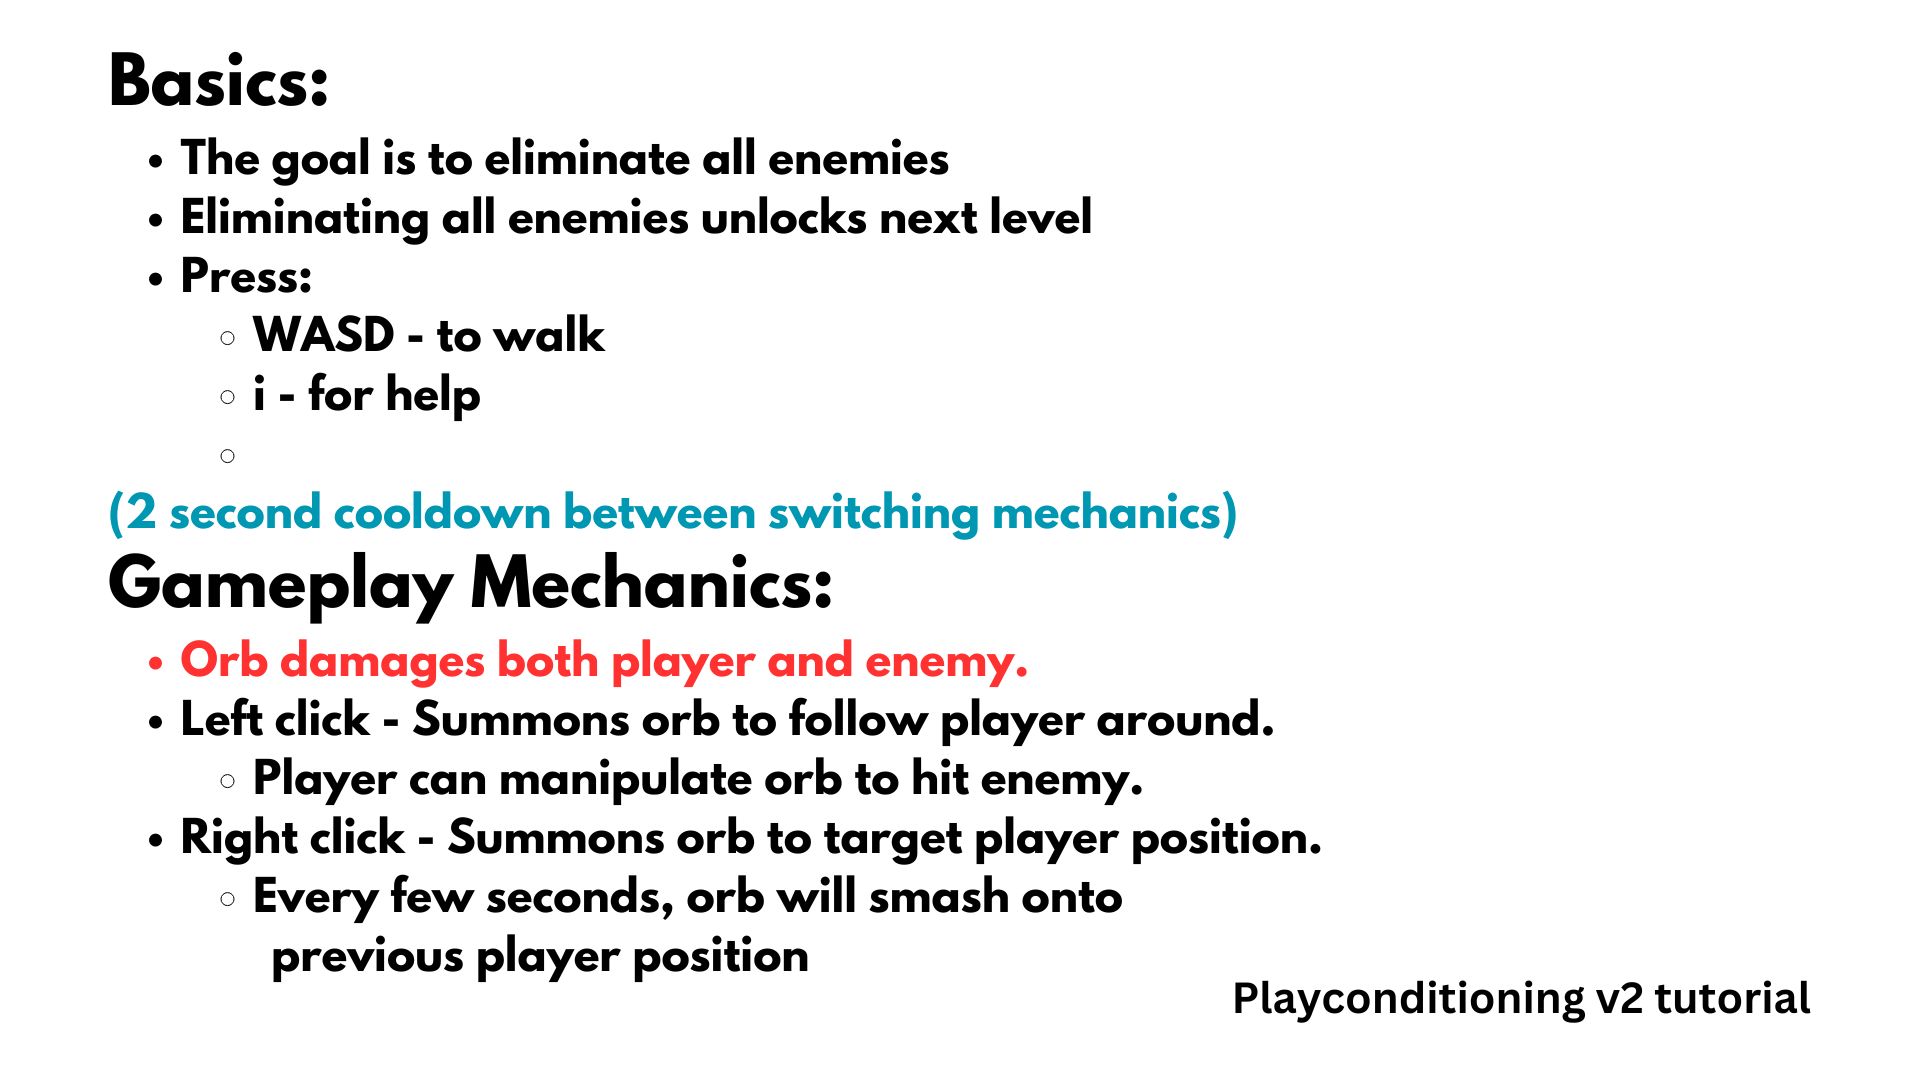 Basics:
• The goal is to eliminate all enemies
• Eliminating all enemies unlocks next level
• Press:
◦ WASD - to walk
◦ i - for help
◦
(2 second cooldown between switching mechanics)
Gameplay Mechanics:
• Orb damages both player and enemy.
• Left click - Summons orb to follow player around.
◦ Player can manipulate orb to hit enemy.
• Right click - Summons orb to target player position.
◦ Every few seconds, orb will smash onto
previous player position
Playconditioning v2 tutorial